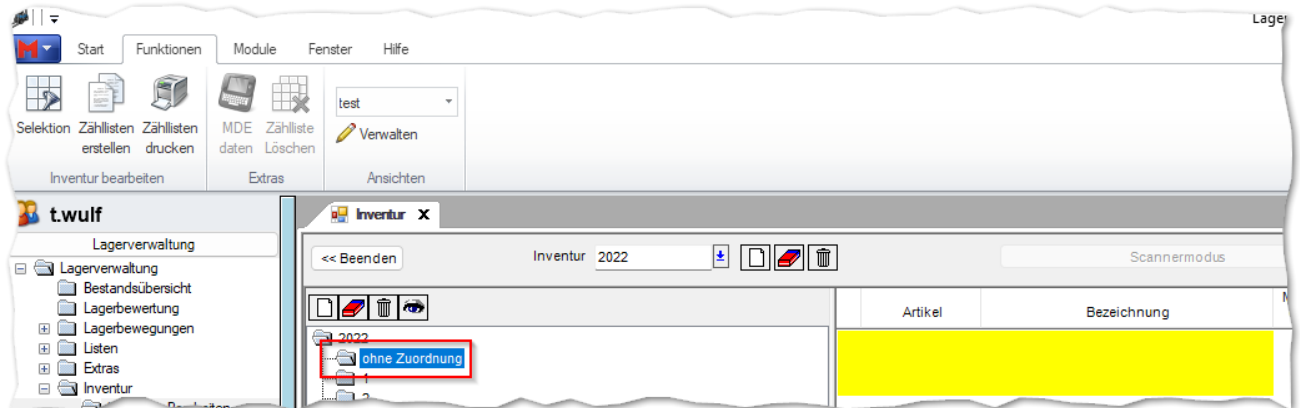 Lager
Start Funktionen Module Fenster Hilfe
Selektion Zähllisten erstellen Zähllisten drucken MDE daten Zählliste Löschen
test
Verwalten
Inventur bearbeiten Extras Ansichten
t.wulf
Lagerverwaltung
Lagerverwaltung
Bestandsübersicht
Lagerbewertung
Lagerbewegungen
Listen
Extras
Inventur
Inventur X
<< Beenden Inventur 2022 Scannermodus
Artikel Bezeichnung
2022
ohne Zuordnung
1
2